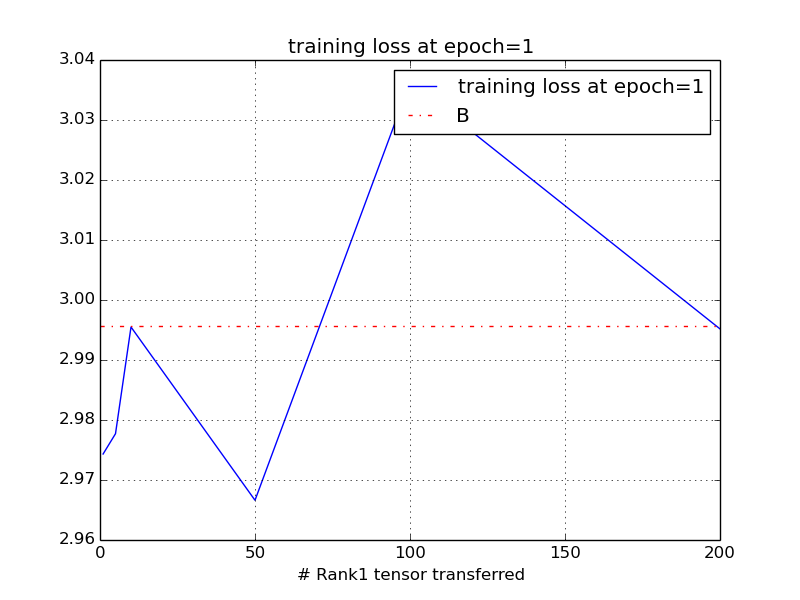 training loss at epoch=1
3.04
3.03
3.02
3.01
3.00
2.99
2.98
2.97
2.96
training loss at epoch=1
B
0 50 100 150 200
# Rank1 tensor transferred